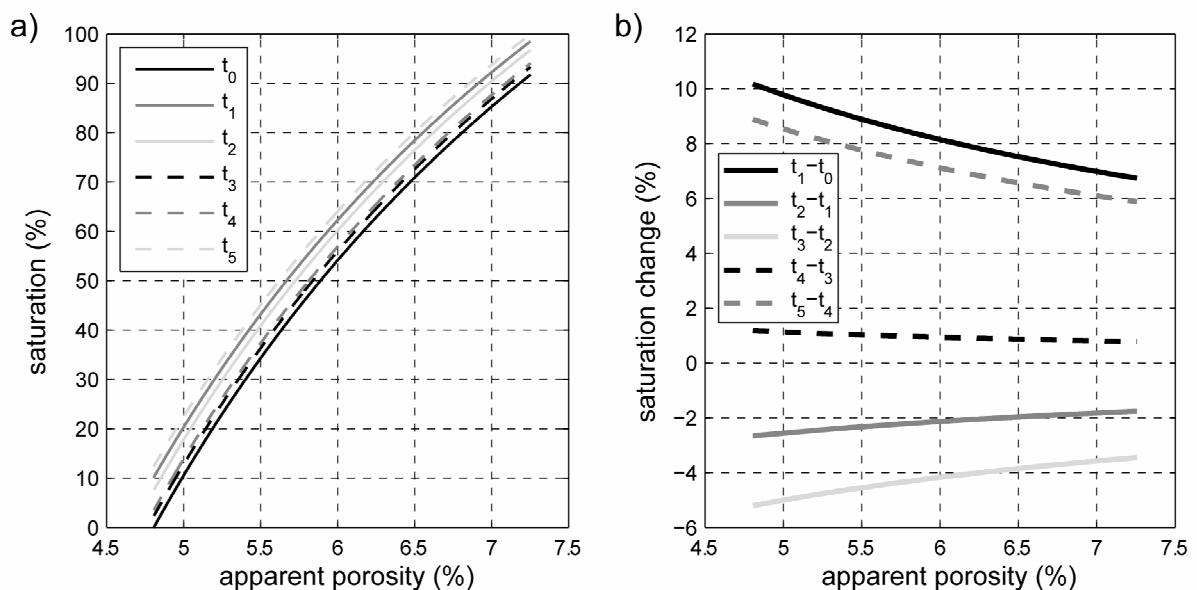 a)
100
90
80
70
60
50
40
30
20
10
0
saturation (%)
t0
t1
t2
t3
t4
t5
4.5 5 5.5 6 6.5 7 7.5
apparent porosity (%)
b)
12
10
8
6
4
2
0
−2
−4
−6
saturation change (%)
t1−t0
t2−t1
t3−t2
t4−t3
t5−t4
4.5 5 5.5 6 6.5 7 7.5
apparent porosity (%)